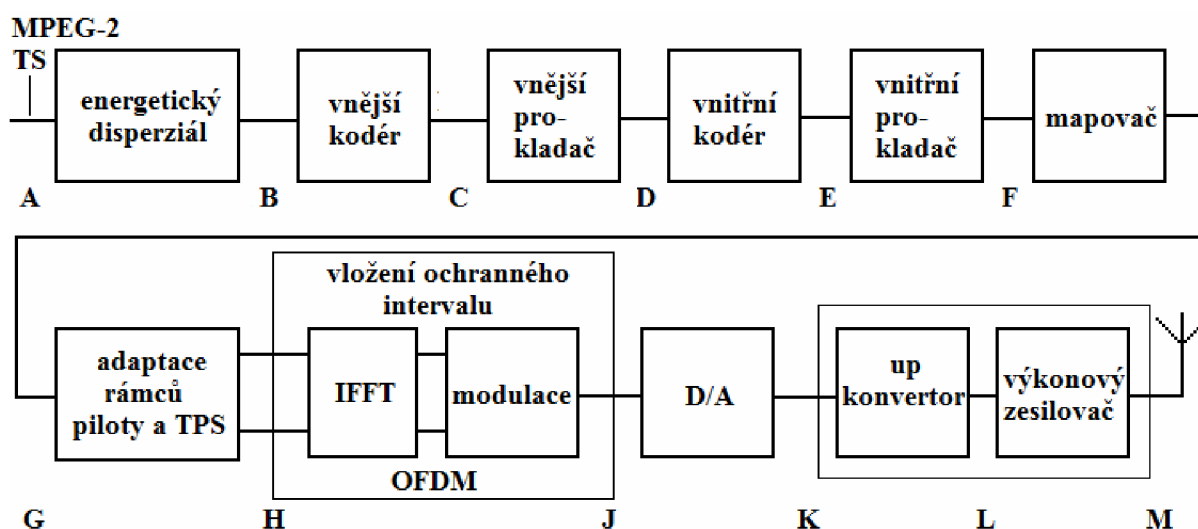 MPEG-2
TS
energetický
disperziál
vnější
kodér
vnější
pro-
kladač
vnitřní
kodér
vnitřní
pro-
kladač
mapovač
A
B
C
D
E
F
vložení ochranného
intervalu
adaptace
rámců
piloty a TPS
IFFT
modulace
OFDM
D/A
up
konvertor
výkonový
zesilovač
G
H
J
K
L
M